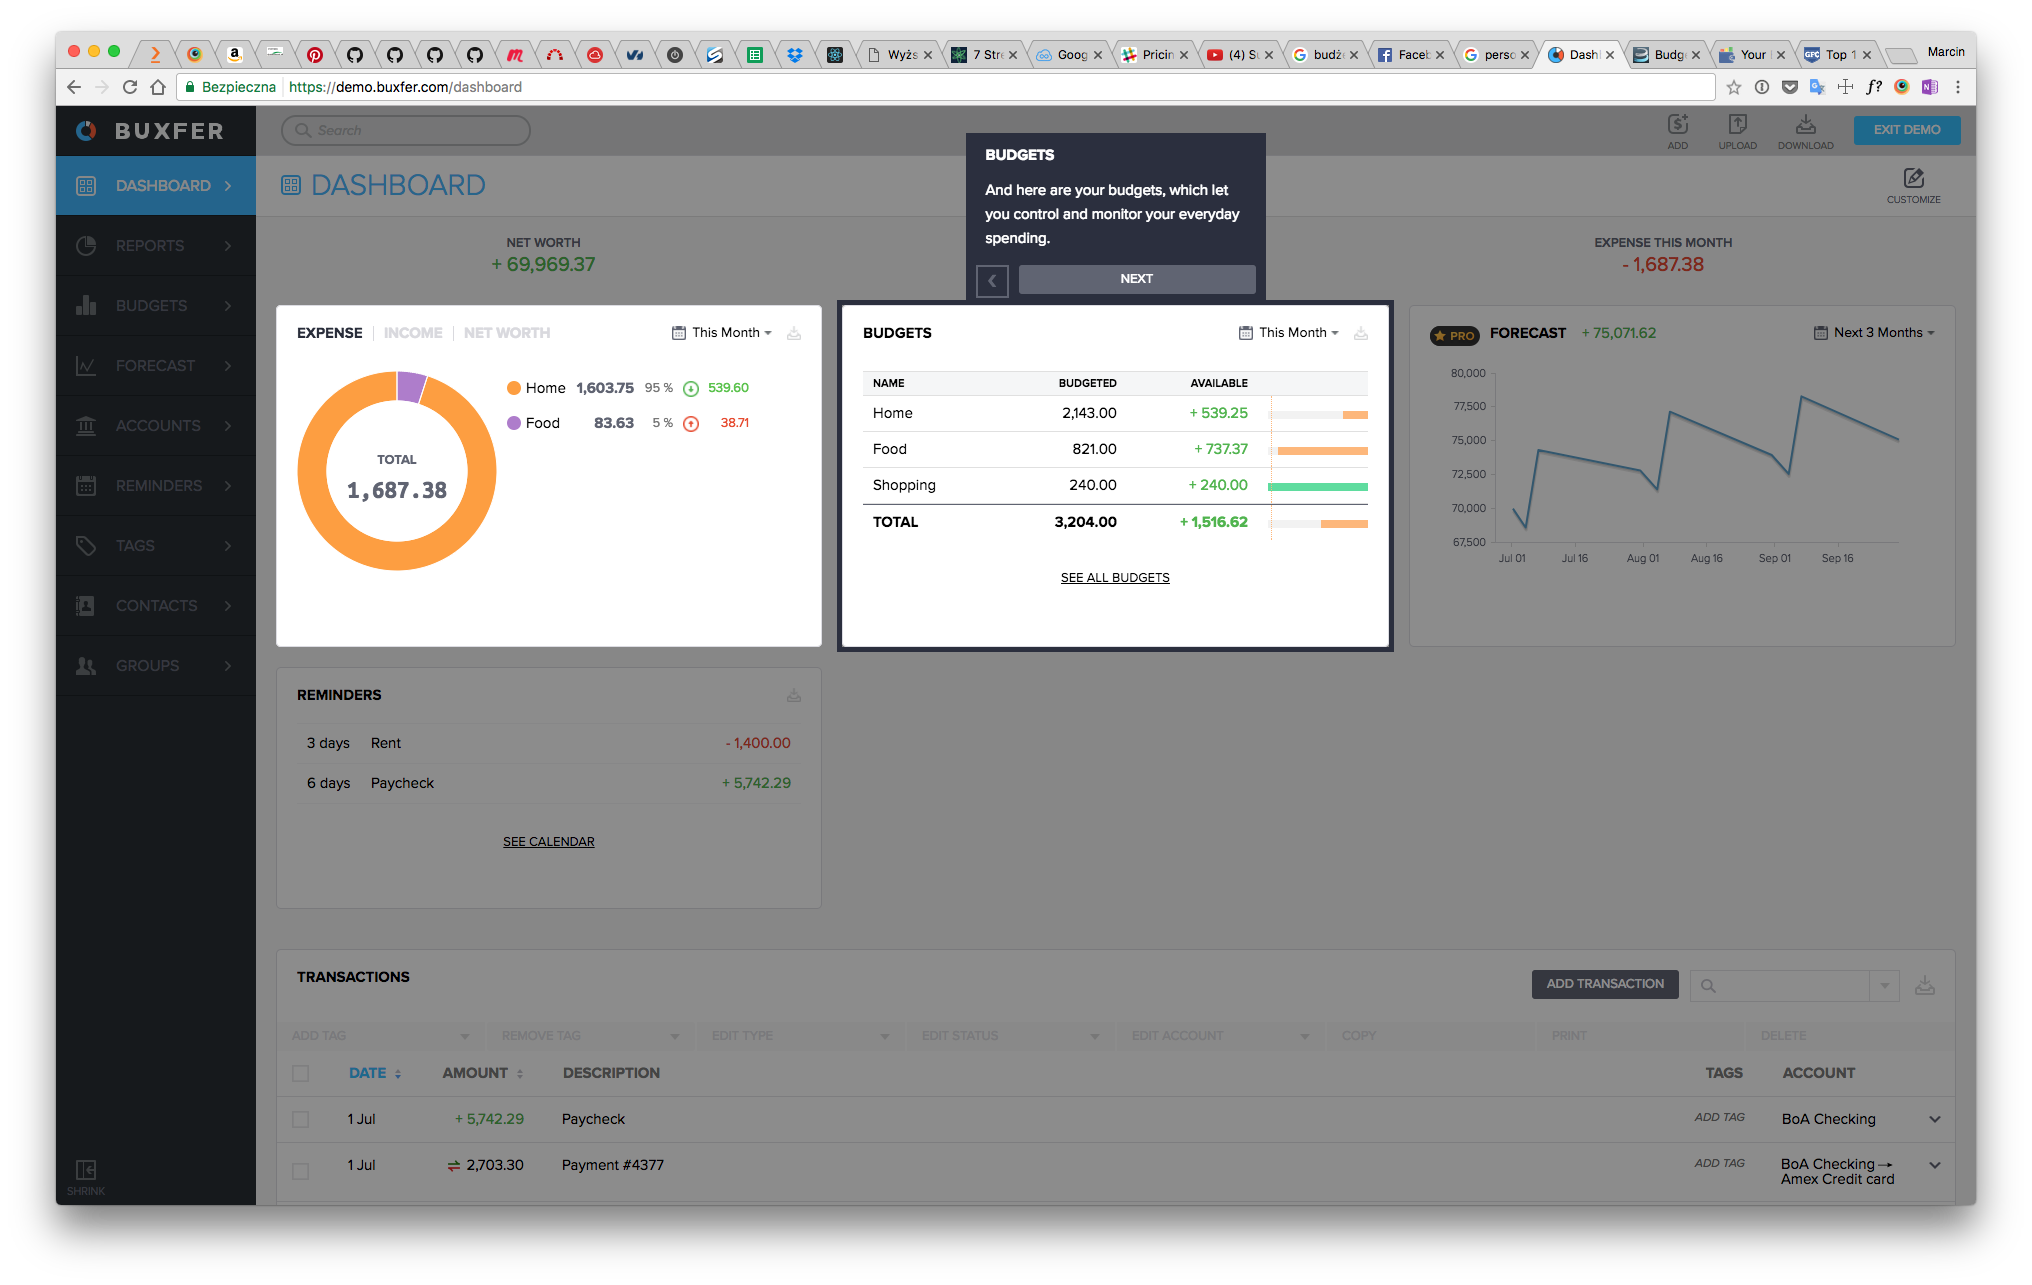 Wyżs
7 Stre
Goog
Pricin
(4) Su
budże
Faceb
perso
Dash
Budge
Your
Top 1
Marcin
Bezpieczna
https://demo.buxfer.com/dashboard
f?
BUXFER
Search
ADD
UPLOAD
DOWNLOAD
EXIT DEMO
DASHBOARD
REPORTS
BUDGETS
FORECAST
ACCOUNTS
REMINDERS
TAGS
CONTACTS
GROUPS
SHRINK
DASHBOARD
CUSTOMIZE
BUDGETS
And here are your budgets, which let
you control and monitor your everyday
spending.
NEXT
NET WORTH
+ 69,969.37
EXPENSE THIS MONTH
- 1,687.38
EXPENSE INCOME NET WORTH
This Month
TOTAL
1,687.38
Home 1,603.75 95 % 539.60
Food 83.63 5 % 38.71
BUDGETS
This Month
NAME BUDGETED AVAILABLE
Home 2,143.00 + 539.25
Food 821.00 + 737.37
Shopping 240.00 + 240.00
TOTAL 3,204.00 + 1,516.62
SEE ALL BUDGETS
PRO FORECAST + 75,071.62
Next 3 Months
80,000
77,500
75,000
72,500
70,000
67,500
Jul 01 Jul 16 Aug 01 Aug 16 Sep 01 Sep 16
REMINDERS
3 days Rent - 1,400.00
6 days Paycheck + 5,742.29
SEE CALENDAR
TRANSACTIONS
ADD TRANSACTION
ADD TAG REMOVE TAG EDIT TYPE EDIT STATUS EDIT ACCOUNT COPY PRINT DELETE
DATE AMOUNT DESCRIPTION TAGS ACCOUNT
1 Jul + 5,742.29 Paycheck ADD TAG BoA Checking
1 Jul 2,703.30 Payment #4377 ADD TAG BoA Checking→
Amex Credit card